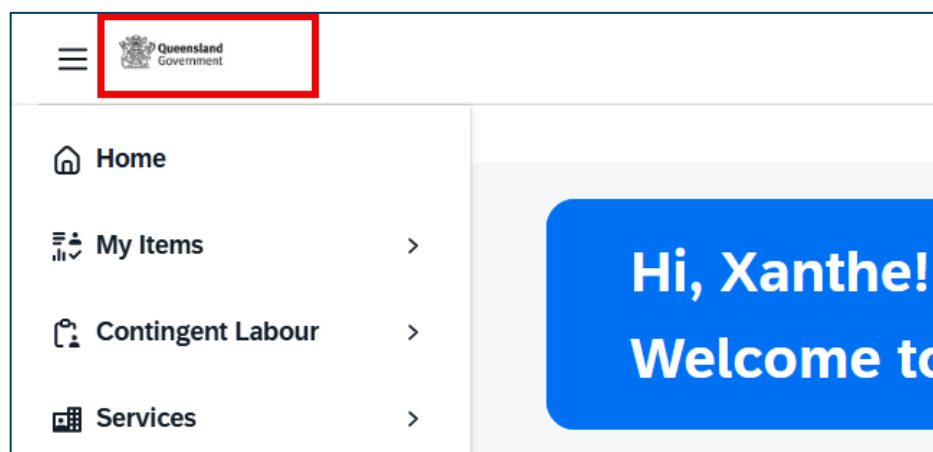 Queensland
Government
Home
My Items
Contingent Labour
Services
Hi, Xanthe!
Welcome to